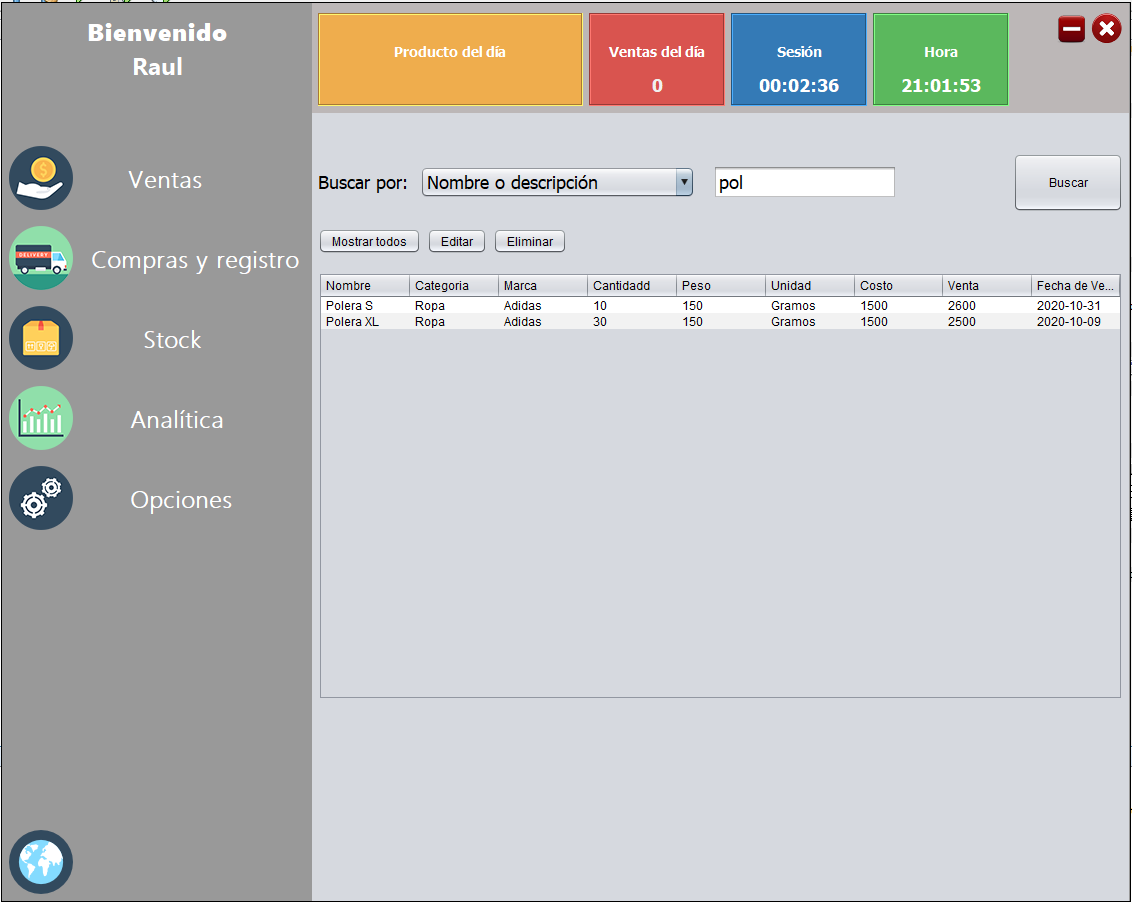 Bienvenido
Raul
Producto del día
Ventas del día
0
Sesión
00:02:36
Hora
21:01:53
Ventas
DELIVERY
Compras y registro
Stock
Analítica
Opciones
Buscar por: Nombre o descripción pol Buscar
Mostrar todos Editar Eliminar
Nombre Categoria Marca Cantidadd Peso Unidad Costo Venta Fecha de Ve...
Polera S Ropa Adidas 10 150 Gramos 1500 2600 2020-10-31
Polera XL Ropa Adidas 30 150 Gramos 1500 2500 2020-10-09